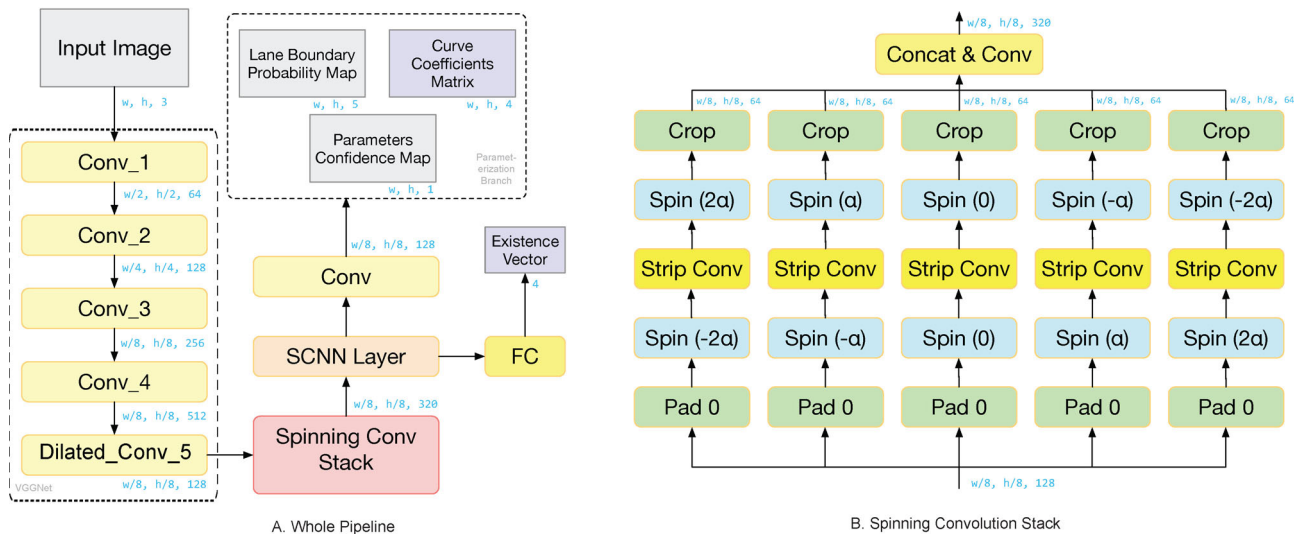 Input Image
w, h, 3
Conv_1
w/2, h/2, 64
Conv_2
w/4, h/4, 128
Conv_3
w/8, h/8, 256
Conv_4
w/8, h/8, 512
Dilated_Conv_5
VGGNet
w/8, h/8, 128
Lane Boundary
Probability Map
w, h, 5
Curve
Coefficients
Matrix
w, h, 4
Parameters
Confidence Map
w, h, 1
Paramet-
erization
Branch
w/8, h/8, 128
Conv
SCNN Layer
w/8, h/8, 320
Spinning Conv
Stack
Existence
Vector
4
FC
A. Whole Pipeline
w/8, h/8, 320
Concat & Conv
w/8, h/8, 64 w/8, h/8, 64 w/8, h/8, 64 w/8, h/8, 64 w/8, h/8, 64
Crop Crop Crop Crop Crop
Spin (2α) Spin (α) Spin (0) Spin (-α) Spin (-2α)
Strip Conv Strip Conv Strip Conv Strip Conv Strip Conv
Spin (-2α) Spin (-α) Spin (0) Spin (α) Spin (2α)
Pad 0 Pad 0 Pad 0 Pad 0 Pad 0
w/8, h/8, 128
B. Spinning Convolution Stack